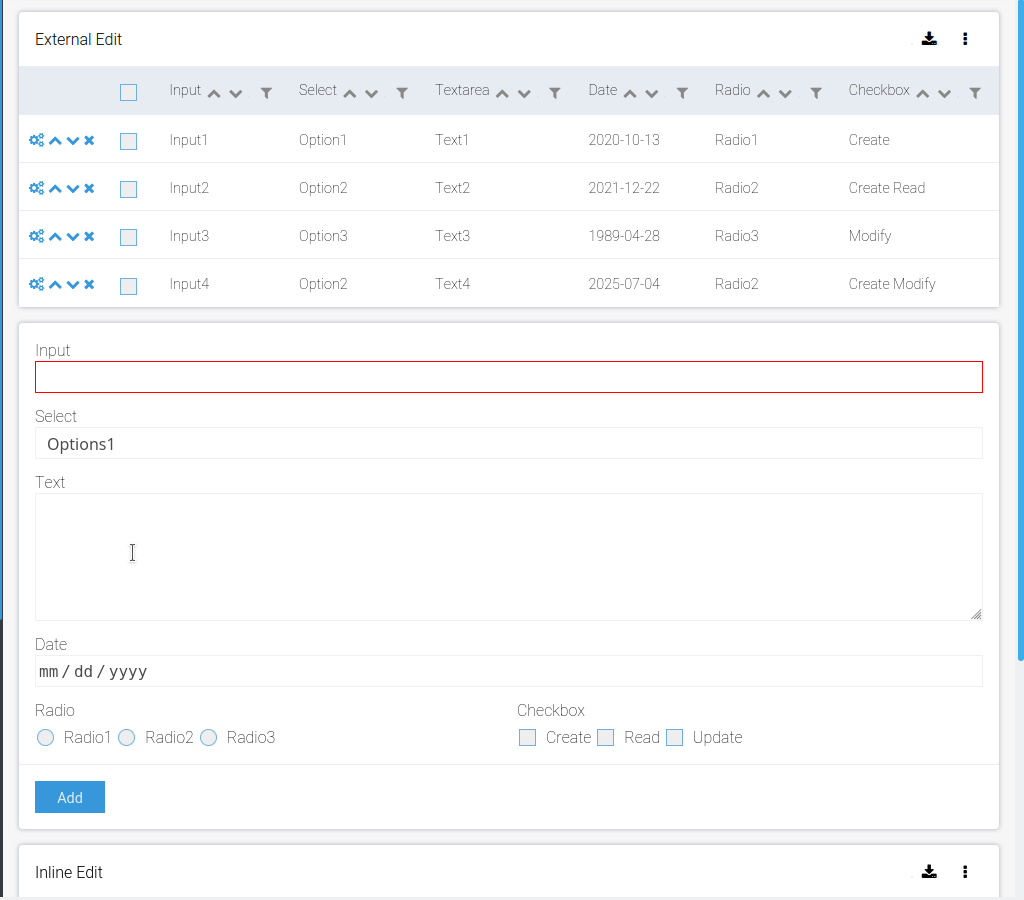 External Edit
Input Select Textarea Date Radio Checkbox
Input1 Option1 Text1 2020-10-13 Radio1 Create
Input2 Option2 Text2 2021-12-22 Radio2 Create Read
Input3 Option3 Text3 1989-04-28 Radio3 Modify
Input4 Option2 Text4 2025-07-04 Radio2 Create Modify
Input
Select
Options1
Text
Date
mm / dd / yyyy
Radio Checkbox
Radio1 Radio2 Radio3 Create Read Update
Add
Inline Edit